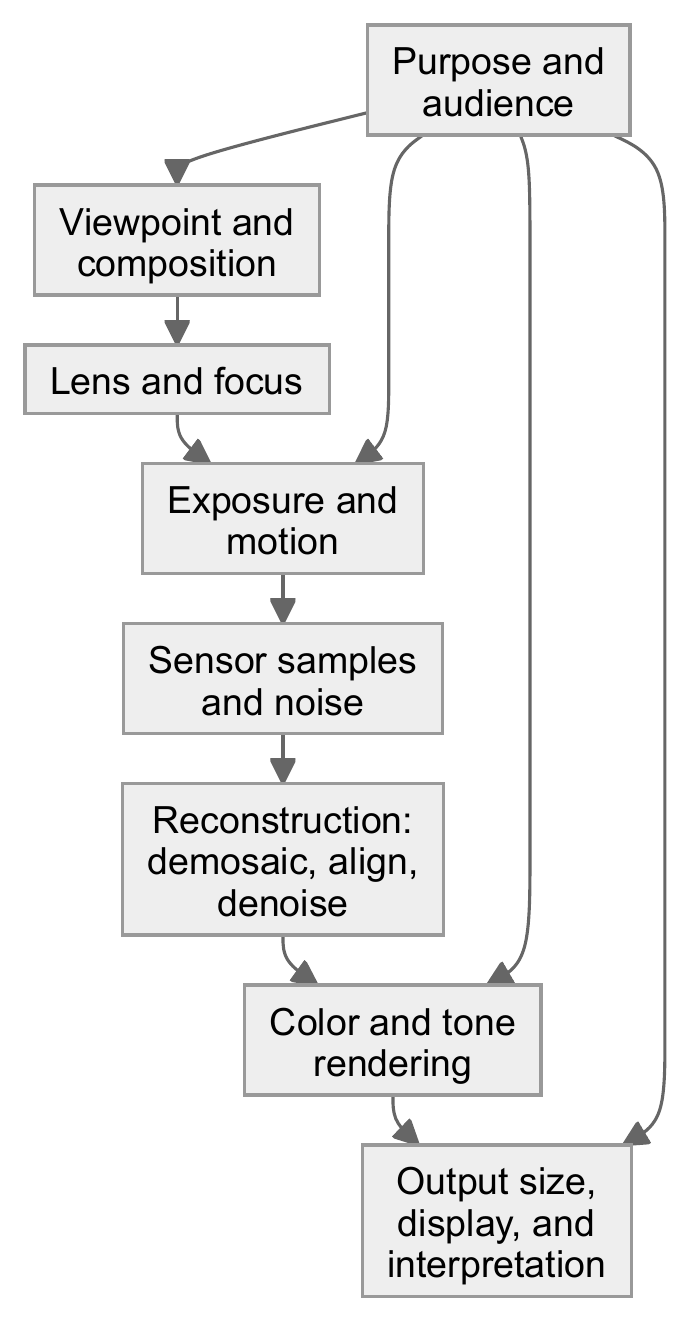 Purpose and
audience
Viewpoint and
composition
Lens and focus
Exposure and
motion
Sensor samples
and noise
Reconstruction:
demosaic, align,
denoise
Color and tone
rendering
Output size,
display, and
interpretation